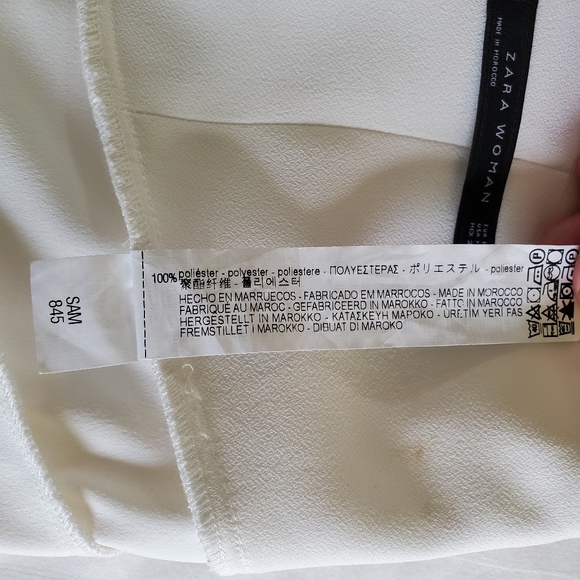 ZARA WOMAN
MADE IN MOROCCO
SAM
845
100% poliéster - polyester - poliestere - ΠΟΛΥΕΣΤΕΡΑΣ - ポリエステル - poliester
聚酯纤维 - 폴리에스터
HECHO EN MARRUECOS - FABRICADO EM MARROCOS - MADE IN MOROCCO
FABRIQUÉ AU MAROC - GEFABRICEERD IN MAROKKO - FATTO IN MAROCCO
HERGESTELLT IN MAROKKO - ΚΑΤΑΣΚΕΥΗ ΜΑΡΟΚΟ - ÜRETİM YERİ FAS
FREMSTILLET I MAROKKO - DIBUAT DI MAROKO